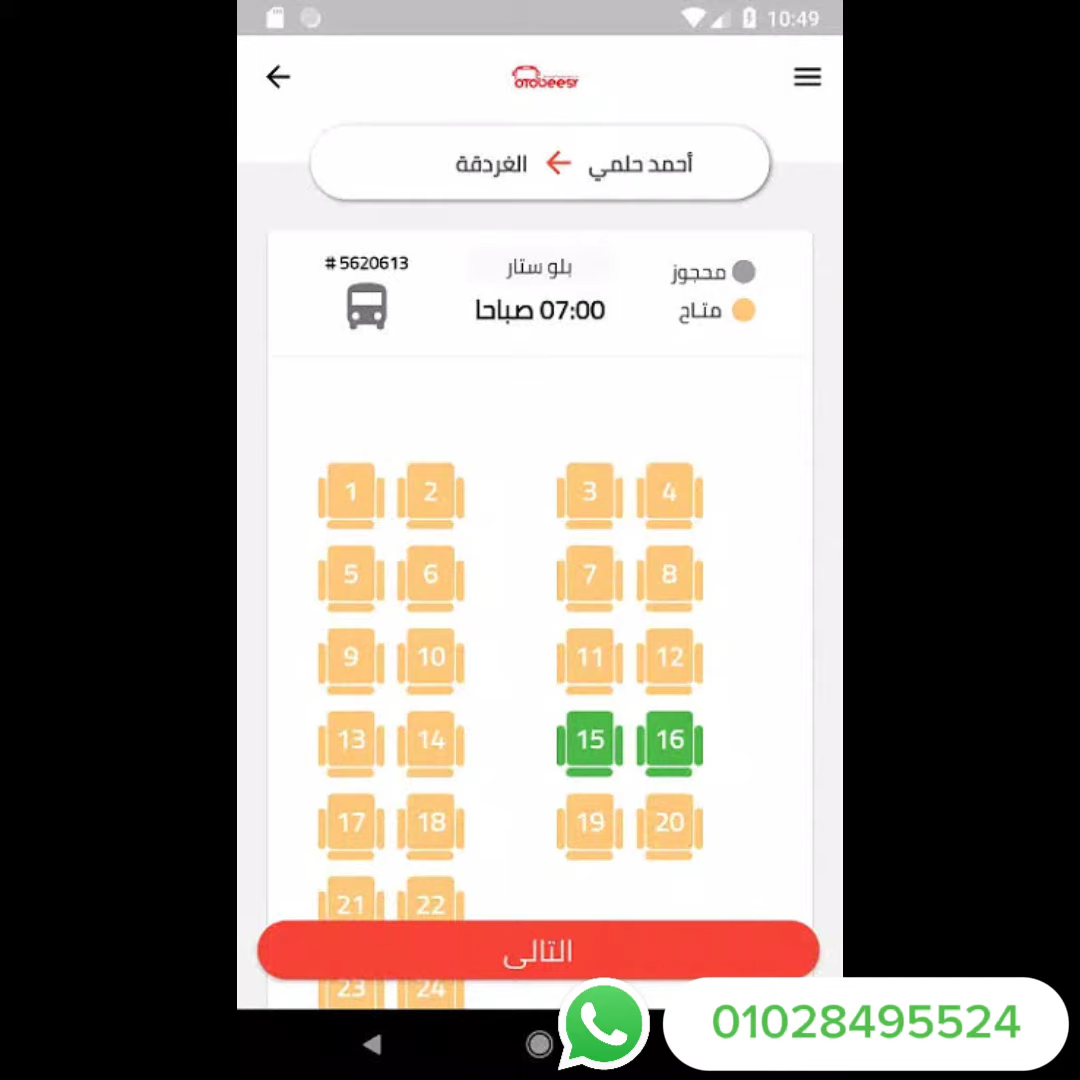 10:49
OTOBEESY
أحمد حلمي ← الغردقة
#5620613
بلو ستار
07:00 صباحا
محجوز
متاح
1 2 3 4
5 6 7 8
9 10 11 12
13 14 15 16
17 18 19 20
21 22
التالى
23 24
01028495524